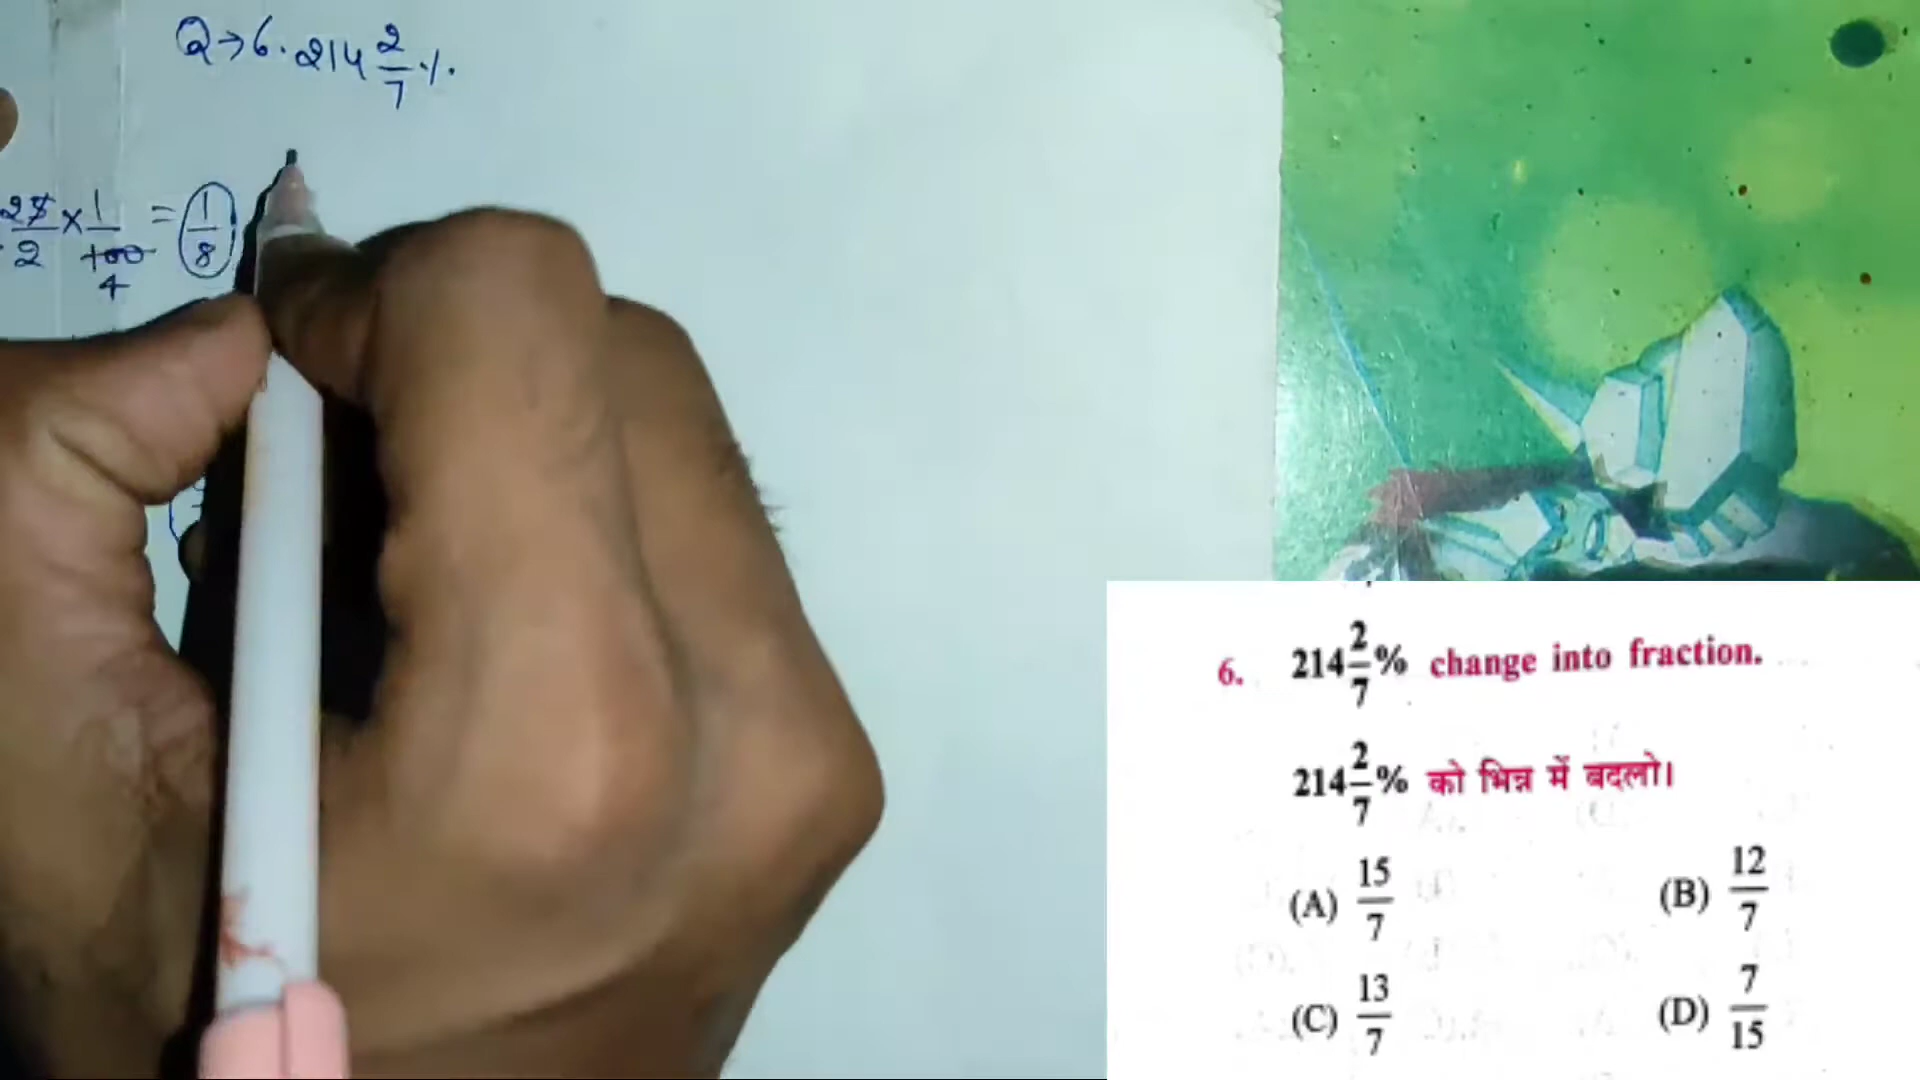 Q→6. 214 2/7 %.
25/2 × 1/100 = 1/8
4
6. 214 2/7 % change into fraction.
214 2/7 % को भिन्न में बदलो।
(A) 15/7 (B) 12/7
(C) 13/7 (D) 7/15